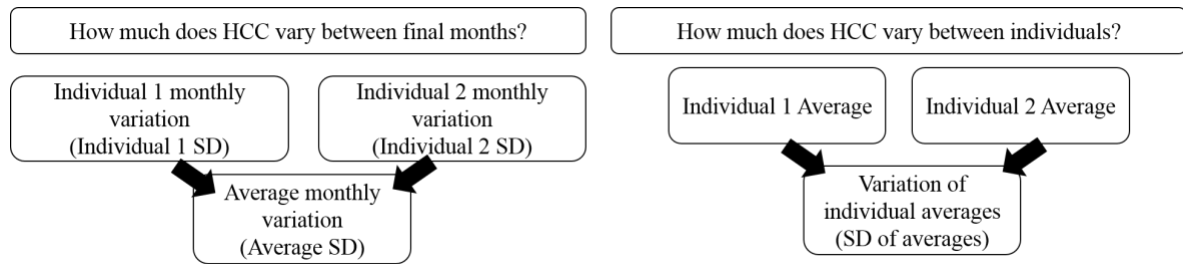 How much does HCC vary between final months?
Individual 1 monthly
variation
(Individual 1 SD)
Individual 2 monthly
variation
(Individual 2 SD)
Average monthly
variation
(Average SD)
How much does HCC vary between individuals?
Individual 1 Average
Individual 2 Average
Variation of
individual averages
(SD of averages)